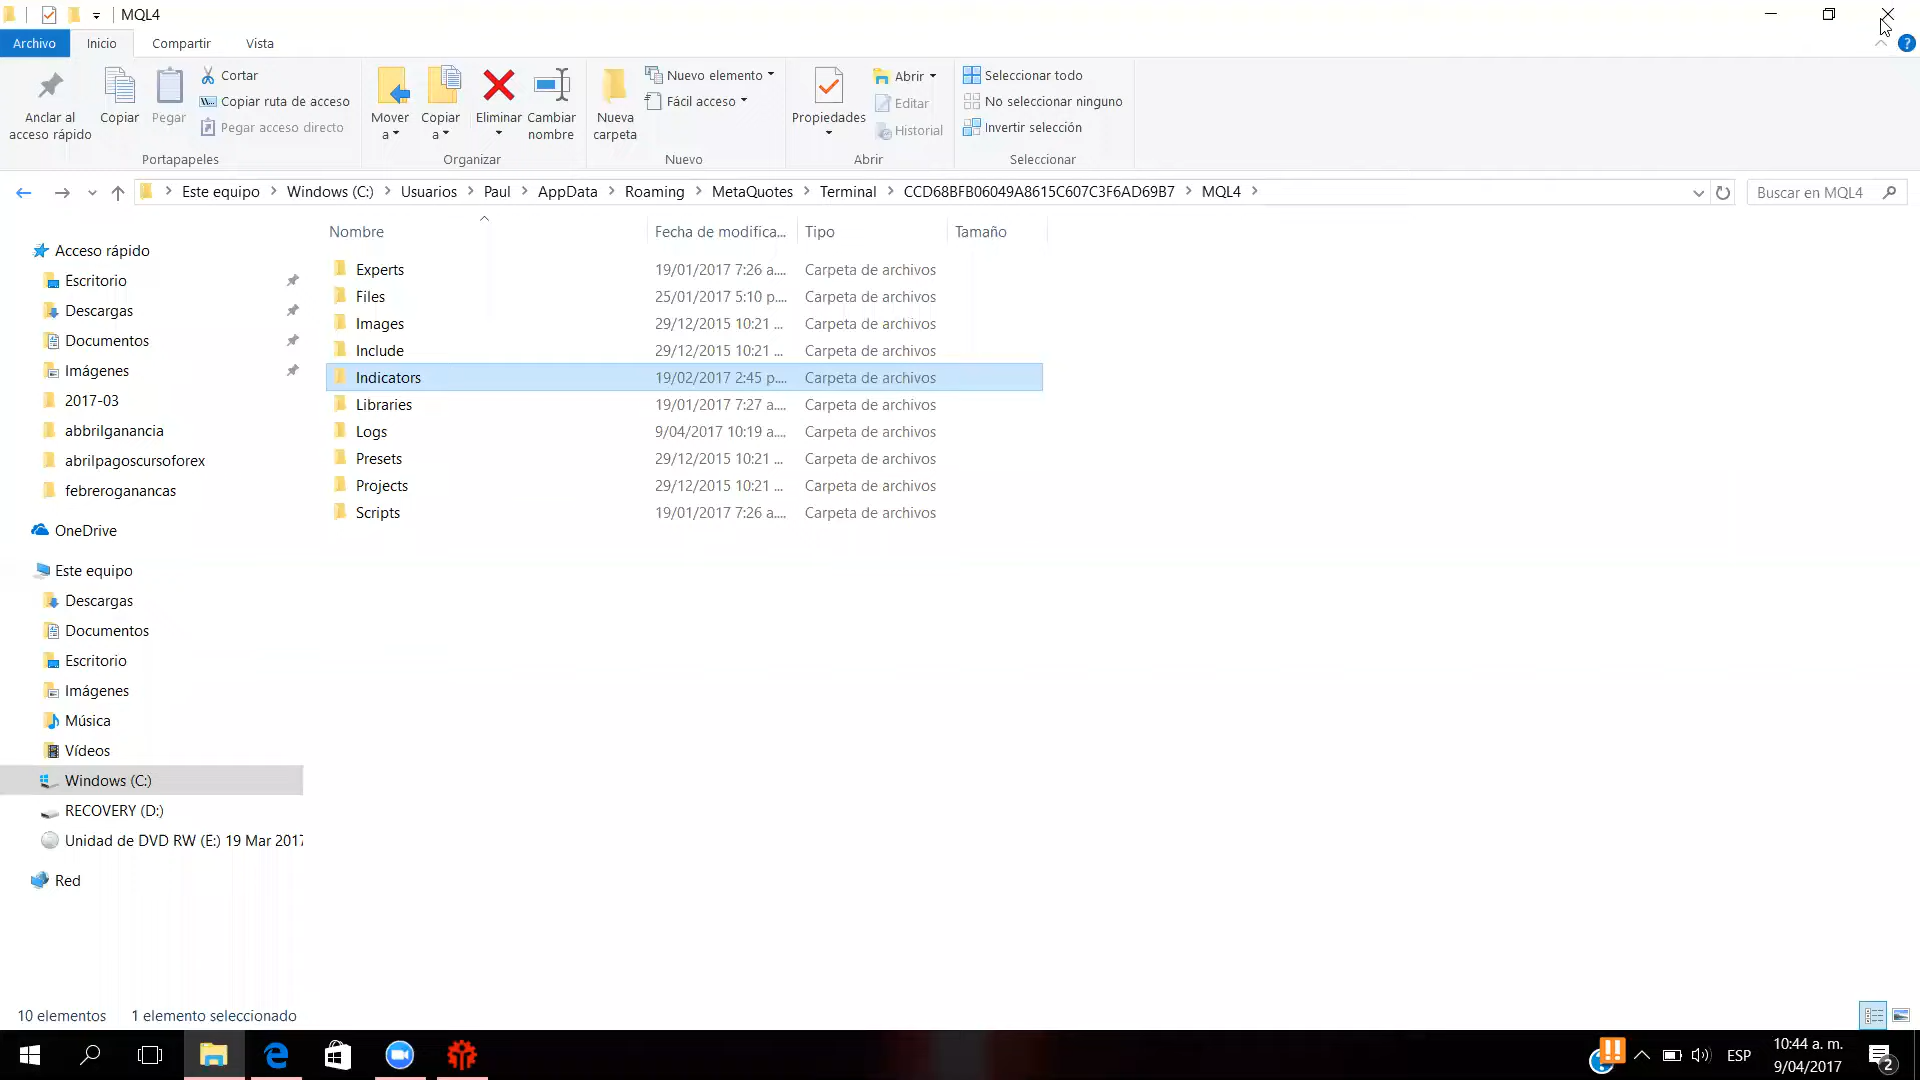 MQL4
Archivo Inicio Compartir Vista
Anclar al acceso rápido
Copiar
Pegar
Cortar
Copiar ruta de acceso
Pegar acceso directo
Portapapeles
Mover a
Copiar a
Eliminar
Cambiar nombre
Organizar
Nueva carpeta
Nuevo elemento
Fácil acceso
Nuevo
Propiedades
Abrir
Editar
Historial
Abrir
Seleccionar todo
No seleccionar ninguno
Invertir selección
Seleccionar
Este equipo > Windows (C:) > Usuarios > Paul > AppData > Roaming > MetaQuotes > Terminal > CCD68BFB06049A8615C607C3F6AD69B7 > MQL4 >
Buscar en MQL4
Acceso rápido
Escritorio
Descargas
Documentos
Imágenes
2017-03
abbrilganancia
abrilpagoscursoforex
febreroganancas
OneDrive
Este equipo
Descargas
Documentos
Escritorio
Imágenes
Música
Vídeos
Windows (C:)
RECOVERY (D:)
Unidad de DVD RW (E:) 19 Mar 2017
Red
Nombre Fecha de modifica... Tipo Tamaño
Experts 19/01/2017 7:26 a.... Carpeta de archivos
Files 25/01/2017 5:10 p.... Carpeta de archivos
Images 29/12/2015 10:21 ... Carpeta de archivos
Include 29/12/2015 10:21 ... Carpeta de archivos
Indicators 19/02/2017 2:45 p.... Carpeta de archivos
Libraries 19/01/2017 7:27 a.... Carpeta de archivos
Logs 9/04/2017 10:19 a.... Carpeta de archivos
Presets 29/12/2015 10:21 ... Carpeta de archivos
Projects 29/12/2015 10:21 ... Carpeta de archivos
Scripts 19/01/2017 7:26 a.... Carpeta de archivos
10 elementos 1 elemento seleccionado
ESP
10:44 a. m.
9/04/2017
2